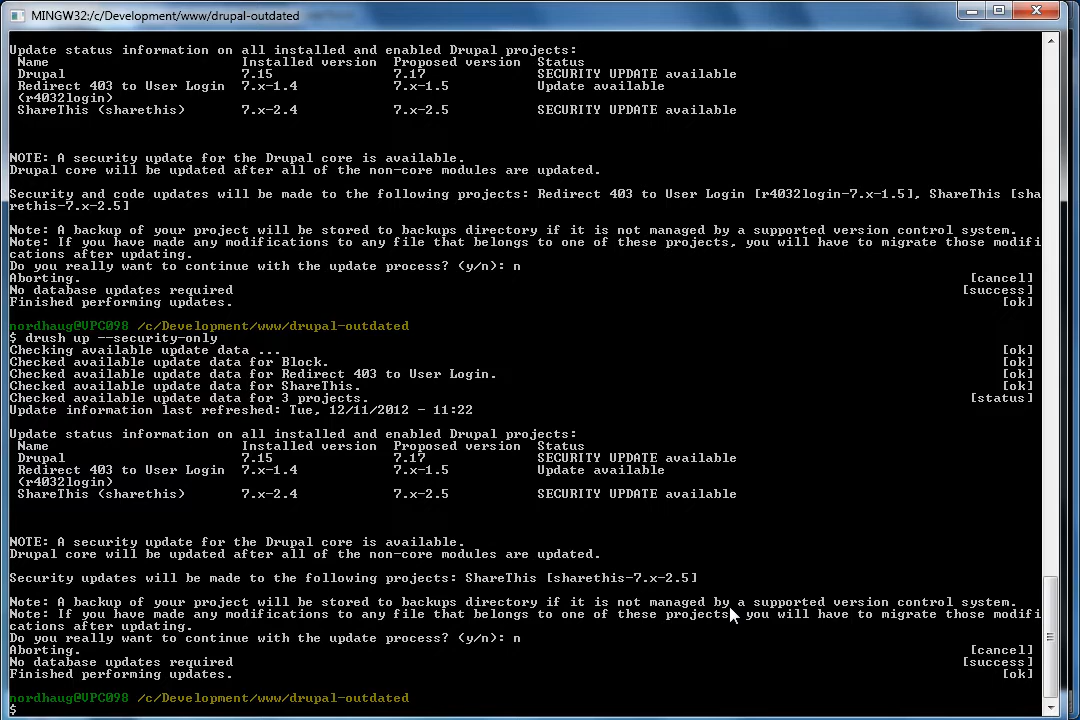 MINGW32:/c/Development/www/drupal-outdated
Update status information on all installed and enabled Drupal projects:
Name Installed version Proposed version Status
Drupal 7.15 7.17 SECURITY UPDATE available
Redirect 403 to User Login 7.x-1.4 7.x-1.5 Update available
(r4032login)
ShareThis (sharethis) 7.x-2.4 7.x-2.5 SECURITY UPDATE available
NOTE: A security update for the Drupal core is available.
Drupal core will be updated after all of the non-core modules are updated.
Security and code updates will be made to the following projects: Redirect 403 to User Login [r4032login-7.x-1.5], ShareThis [sha
rethis-7.x-2.5]
Note: A backup of your project will be stored to backups directory if it is not managed by a supported version control system.
Note: If you have made any modifications to any file that belongs to one of these projects, you will have to migrate those modifi
cations after updating.
Do you really want to continue with the update process? (y/n): n
Aborting. [cancel]
No database updates required [success]
Finished performing updates. [ok]
nordhaug@VPC098 /c/Development/www/drupal-outdated
$ drush up --security-only
Checking available update data ... [ok]
Checked available update data for Block. [ok]
Checked available update data for Redirect 403 to User Login. [ok]
Checked available update data for ShareThis. [ok]
Checked available update data for 3 projects. [status]
Update information last refreshed: Tue, 12/11/2012 - 11:22
Update status information on all installed and enabled Drupal projects:
Name Installed version Proposed version Status
Drupal 7.15 7.17 SECURITY UPDATE available
Redirect 403 to User Login 7.x-1.4 7.x-1.5 Update available
(r4032login)
ShareThis (sharethis) 7.x-2.4 7.x-2.5 SECURITY UPDATE available
NOTE: A security update for the Drupal core is available.
Drupal core will be updated after all of the non-core modules are updated.
Security updates will be made to the following projects: ShareThis [sharethis-7.x-2.5]
Note: A backup of your project will be stored to backups directory if it is not managed by a supported version control system.
Note: If you have made any modifications to any file that belongs to one of these projects, you will have to migrate those modifi
cations after updating.
Do you really want to continue with the update process? (y/n): n
Aborting. [cancel]
No database updates required [success]
Finished performing updates. [ok]
nordhaug@VPC098 /c/Development/www/drupal-outdated
$